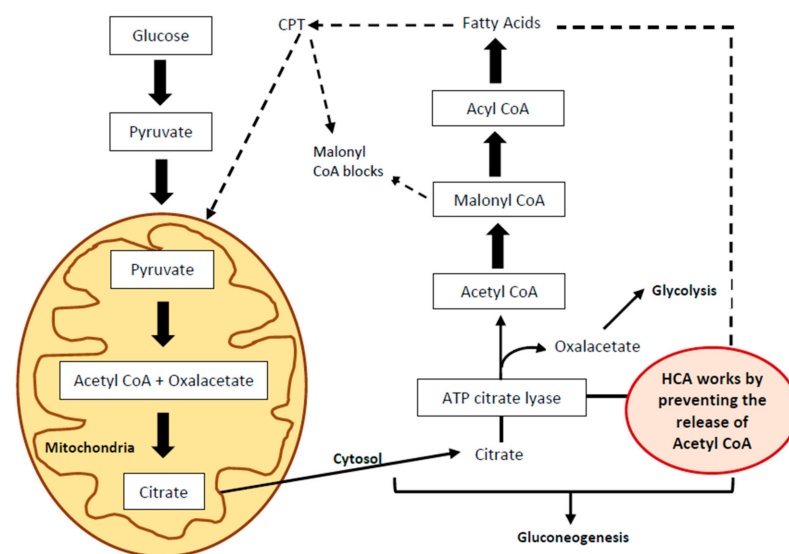 Glucose
Pyruvate
Pyruvate
Acetyl CoA + Oxalacetate
Mitochondria
Citrate
Cytosol
CPT
Malonyl
CoA blocks
Fatty Acids
Acyl CoA
Malonyl CoA
Acetyl CoA
Glycolysis
Oxalacetate
ATP citrate lyase
Citrate
HCA works by
preventing the
release of
Acetyl CoA
Gluconeogenesis